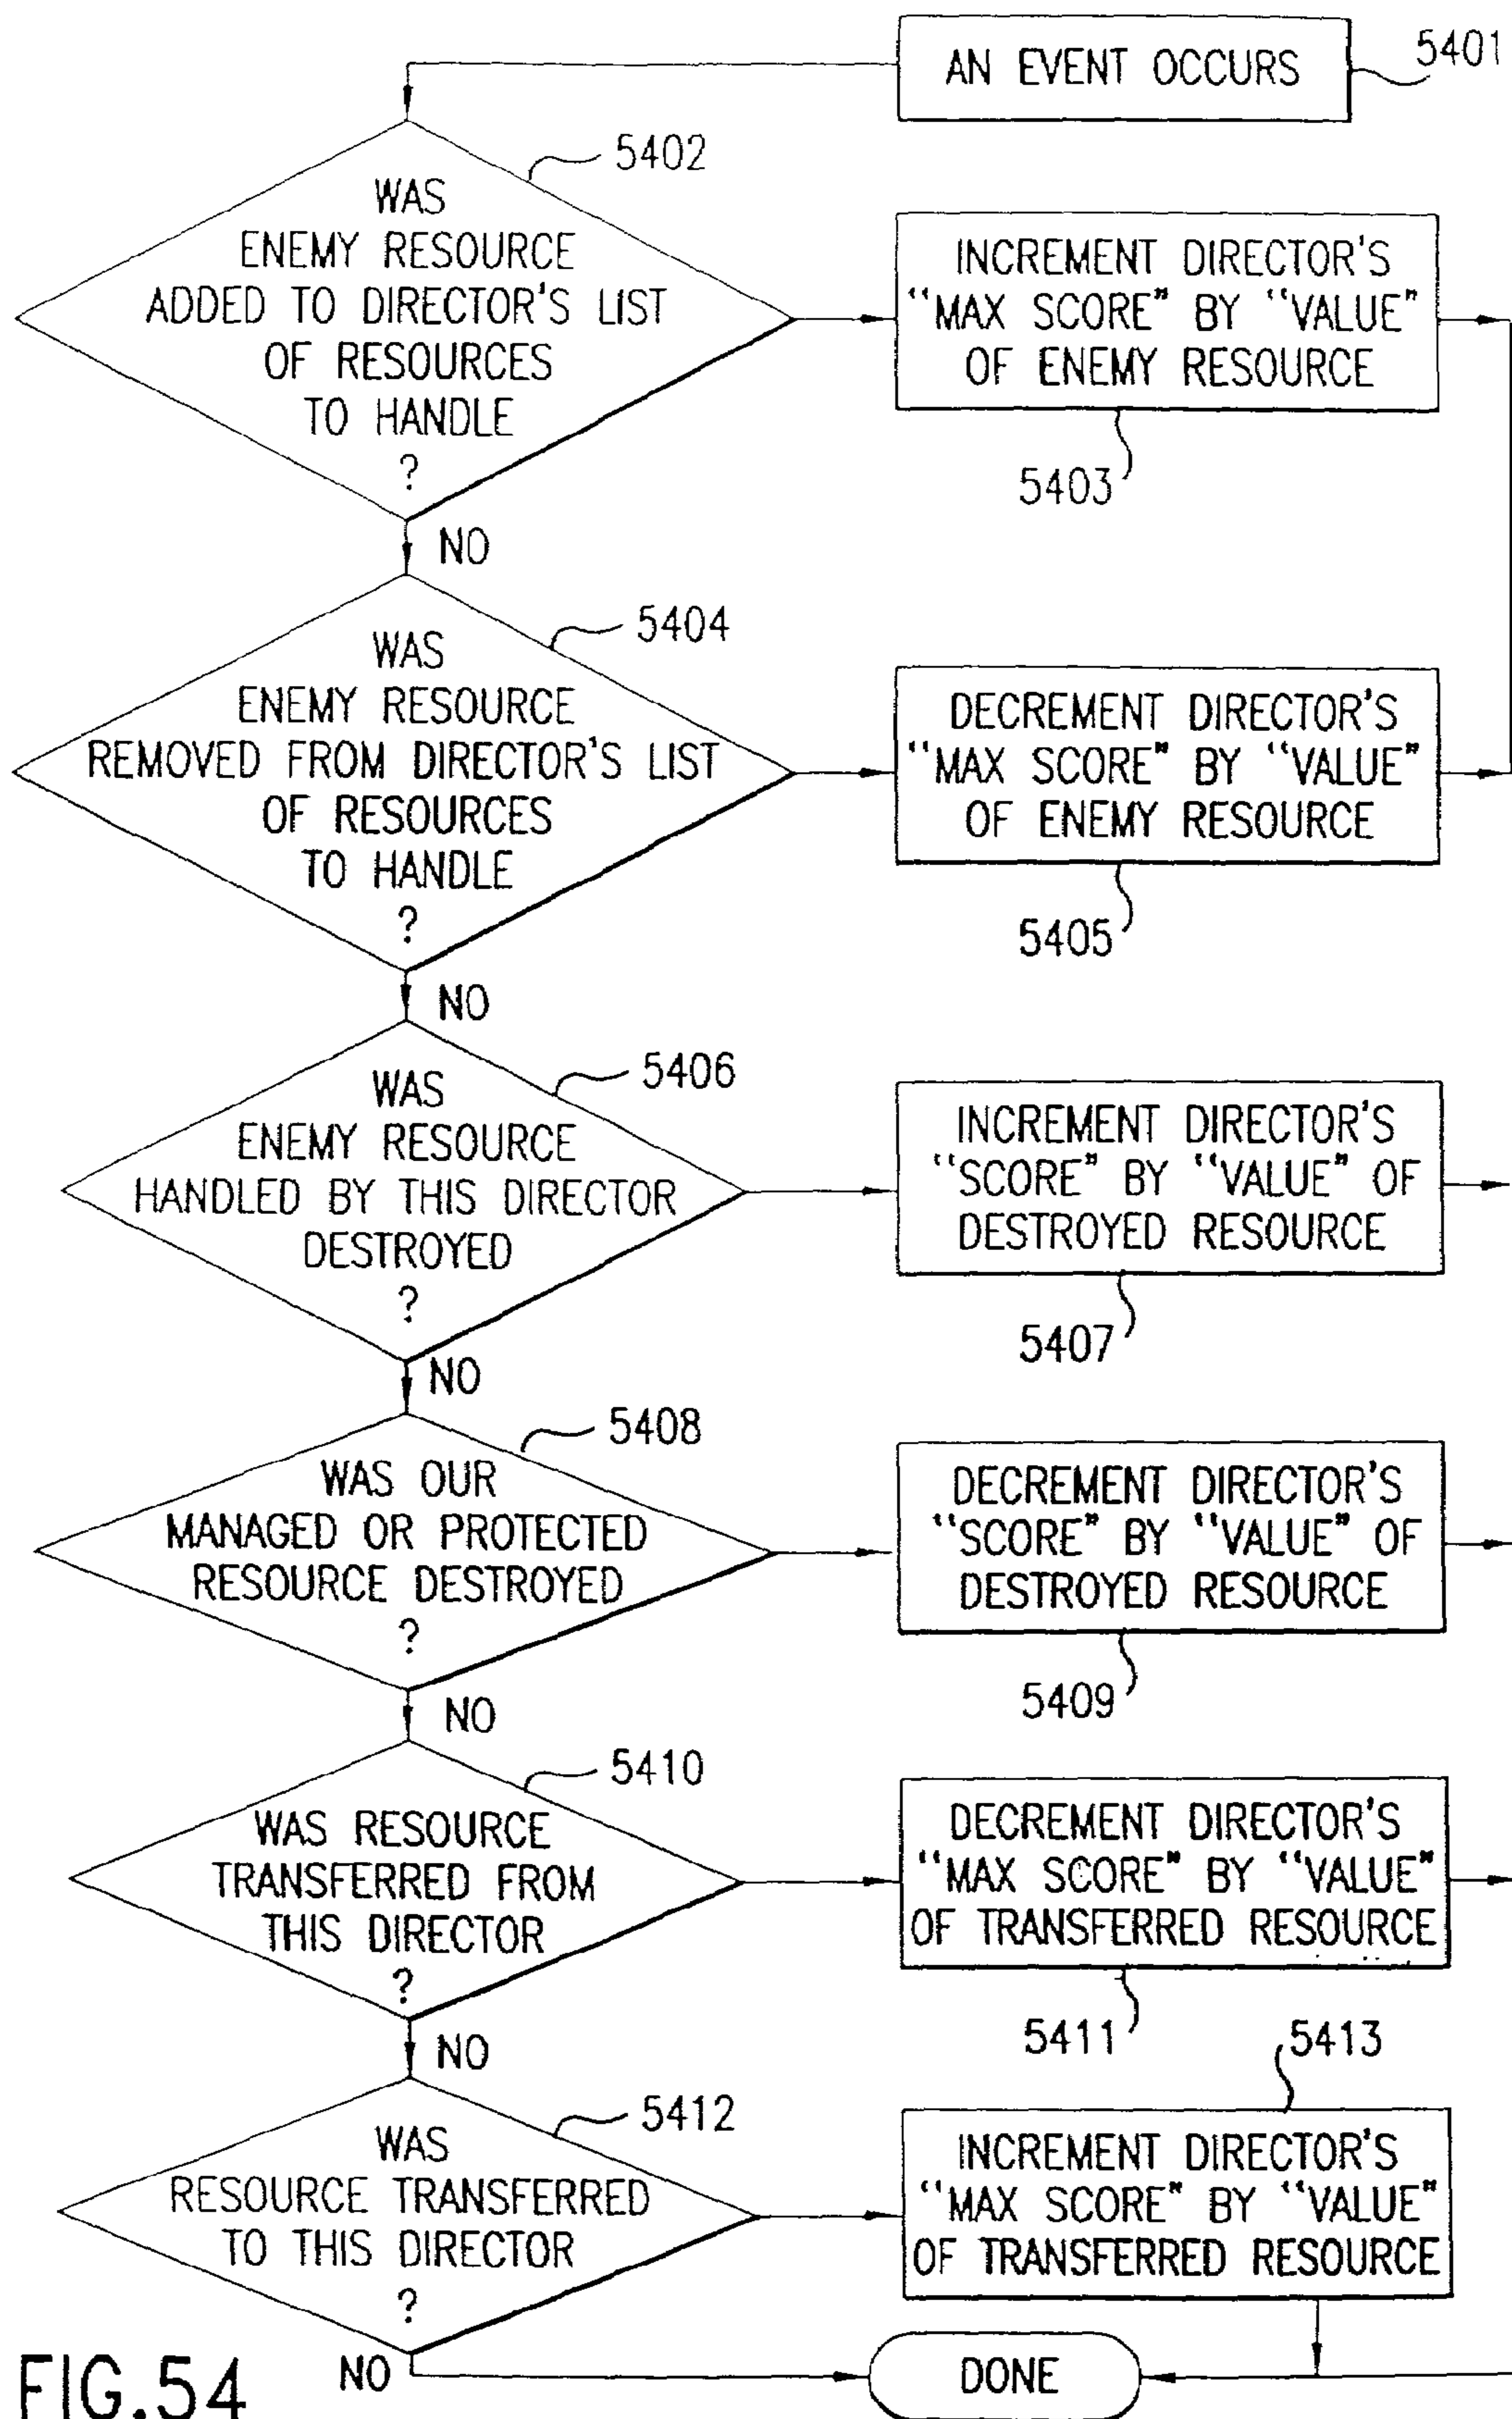 AN EVENT OCCURS
5401
5402
WAS
ENEMY RESOURCE
ADDED TO DIRECTOR'S LIST
OF RESOURCES
TO HANDLE
?
INCREMENT DIRECTOR'S
"MAX SCORE" BY "VALUE"
OF ENEMY RESOURCE
5403
NO
5404
WAS
ENEMY RESOURCE
REMOVED FROM DIRECTOR'S LIST
OF RESOURCES
TO HANDLE
?
DECREMENT DIRECTOR'S
"MAX SCORE" BY "VALUE"
OF ENEMY RESOURCE
5405
NO
5406
WAS
ENEMY RESOURCE
HANDLED BY THIS DIRECTOR
DESTROYED
?
INCREMENT DIRECTOR'S
"SCORE" BY "VALUE" OF
DESTROYED RESOURCE
5407
NO
5408
WAS OUR
MANAGED OR PROTECTED
RESOURCE DESTROYED
?
DECREMENT DIRECTOR'S
"SCORE" BY "VALUE" OF
DESTROYED RESOURCE
5409
NO
5410
WAS RESOURCE
TRANSFERRED FROM
THIS DIRECTOR
?
DECREMENT DIRECTOR'S
"MAX SCORE" BY "VALUE"
OF TRANSFERRED RESOURCE
5411
NO
5412
WAS
RESOURCE TRANSFERRED
TO THIS DIRECTOR
?
5413
INCREMENT DIRECTOR'S
"MAX SCORE" BY "VALUE"
OF TRANSFERRED RESOURCE
NO
DONE
FIG.54